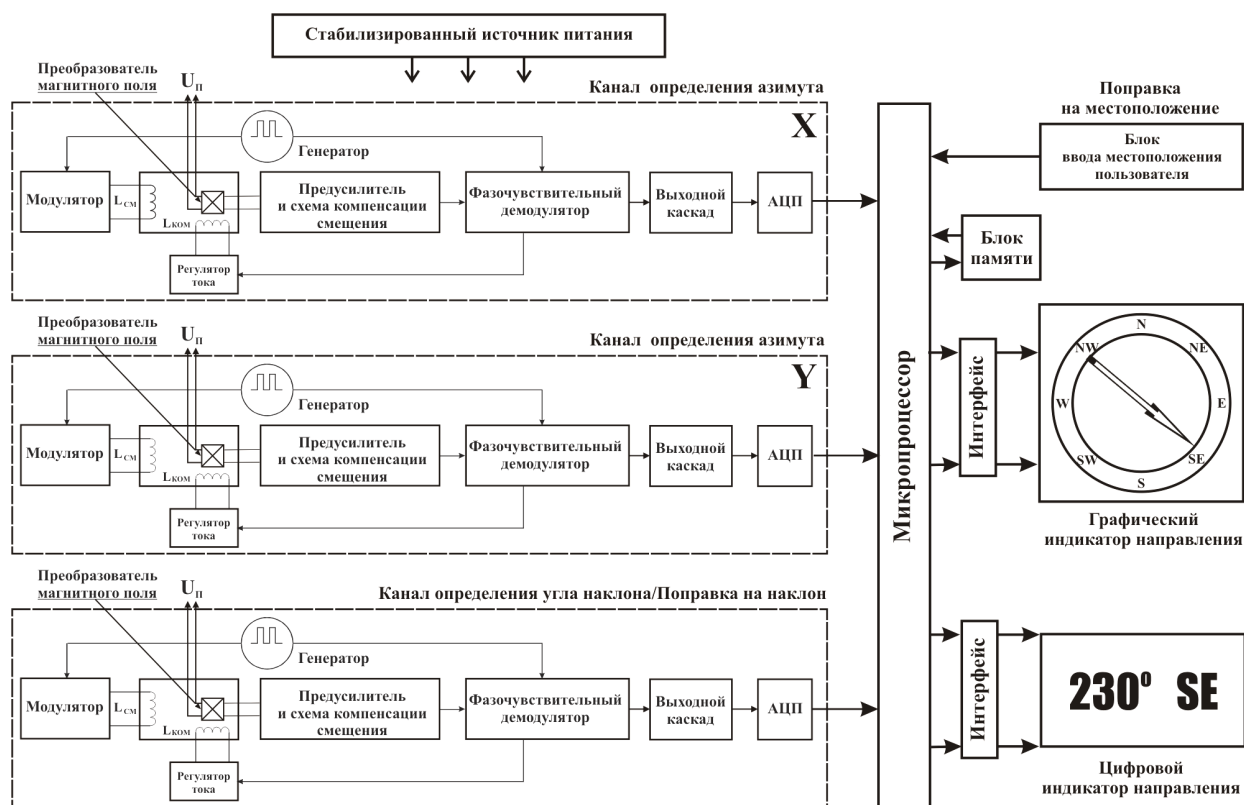 Стабилизированный источник питания
Преобразователь
магнитного поля
UП
Канал определения азимута
X
Генератор
Модулятор
LСМ
LКОМ
Предусилитель
и схема компенсации
смещения
Фазочувствительный
демодулятор
Выходной
каскад
АЦП
Регулятор
тока
Преобразователь
магнитного поля
UП
Канал определения азимута
Y
Генератор
Модулятор
LСМ
LКОМ
Предусилитель
и схема компенсации
смещения
Фазочувствительный
демодулятор
Выходной
каскад
АЦП
Регулятор
тока
Преобразователь
магнитного поля
UП
Канал определения угла наклона/Поправка на наклон
Генератор
Модулятор
LСМ
LКОМ
Предусилитель
и схема компенсации
смещения
Фазочувствительный
демодулятор
Выходной
каскад
АЦП
Регулятор
тока
Микропроцессор
Поправка
на местоположение
Блок
ввода местоположения
пользователя
Блок
памяти
Интерфейс
N
NW
NE
W
E
SW
SE
S
Графический
индикатор направления
Интерфейс
230° SE
Цифровой
индикатор направления